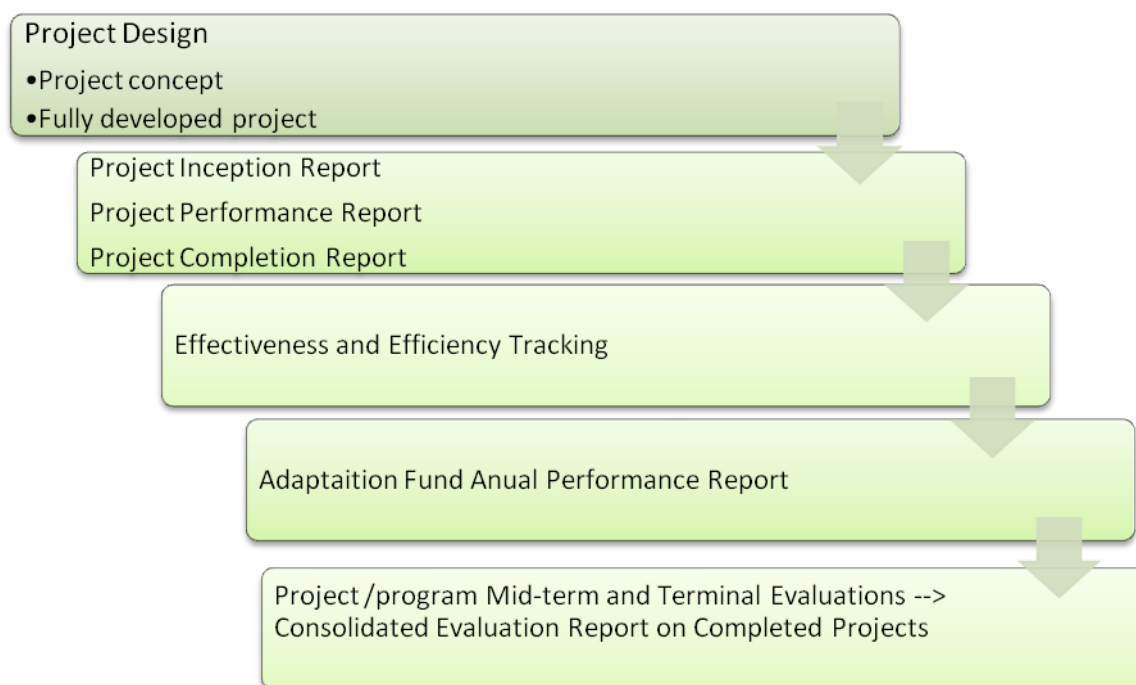 Project Design
•Project concept
•Fully developed project
Project Inception Report
Project Performance Report
Project Completion Report
Effectiveness and Efficiency Tracking
Adaptaition Fund Anual Performance Report
Project /program Mid-term and Terminal Evaluations -->
Consolidated Evaluation Report on Completed Projects